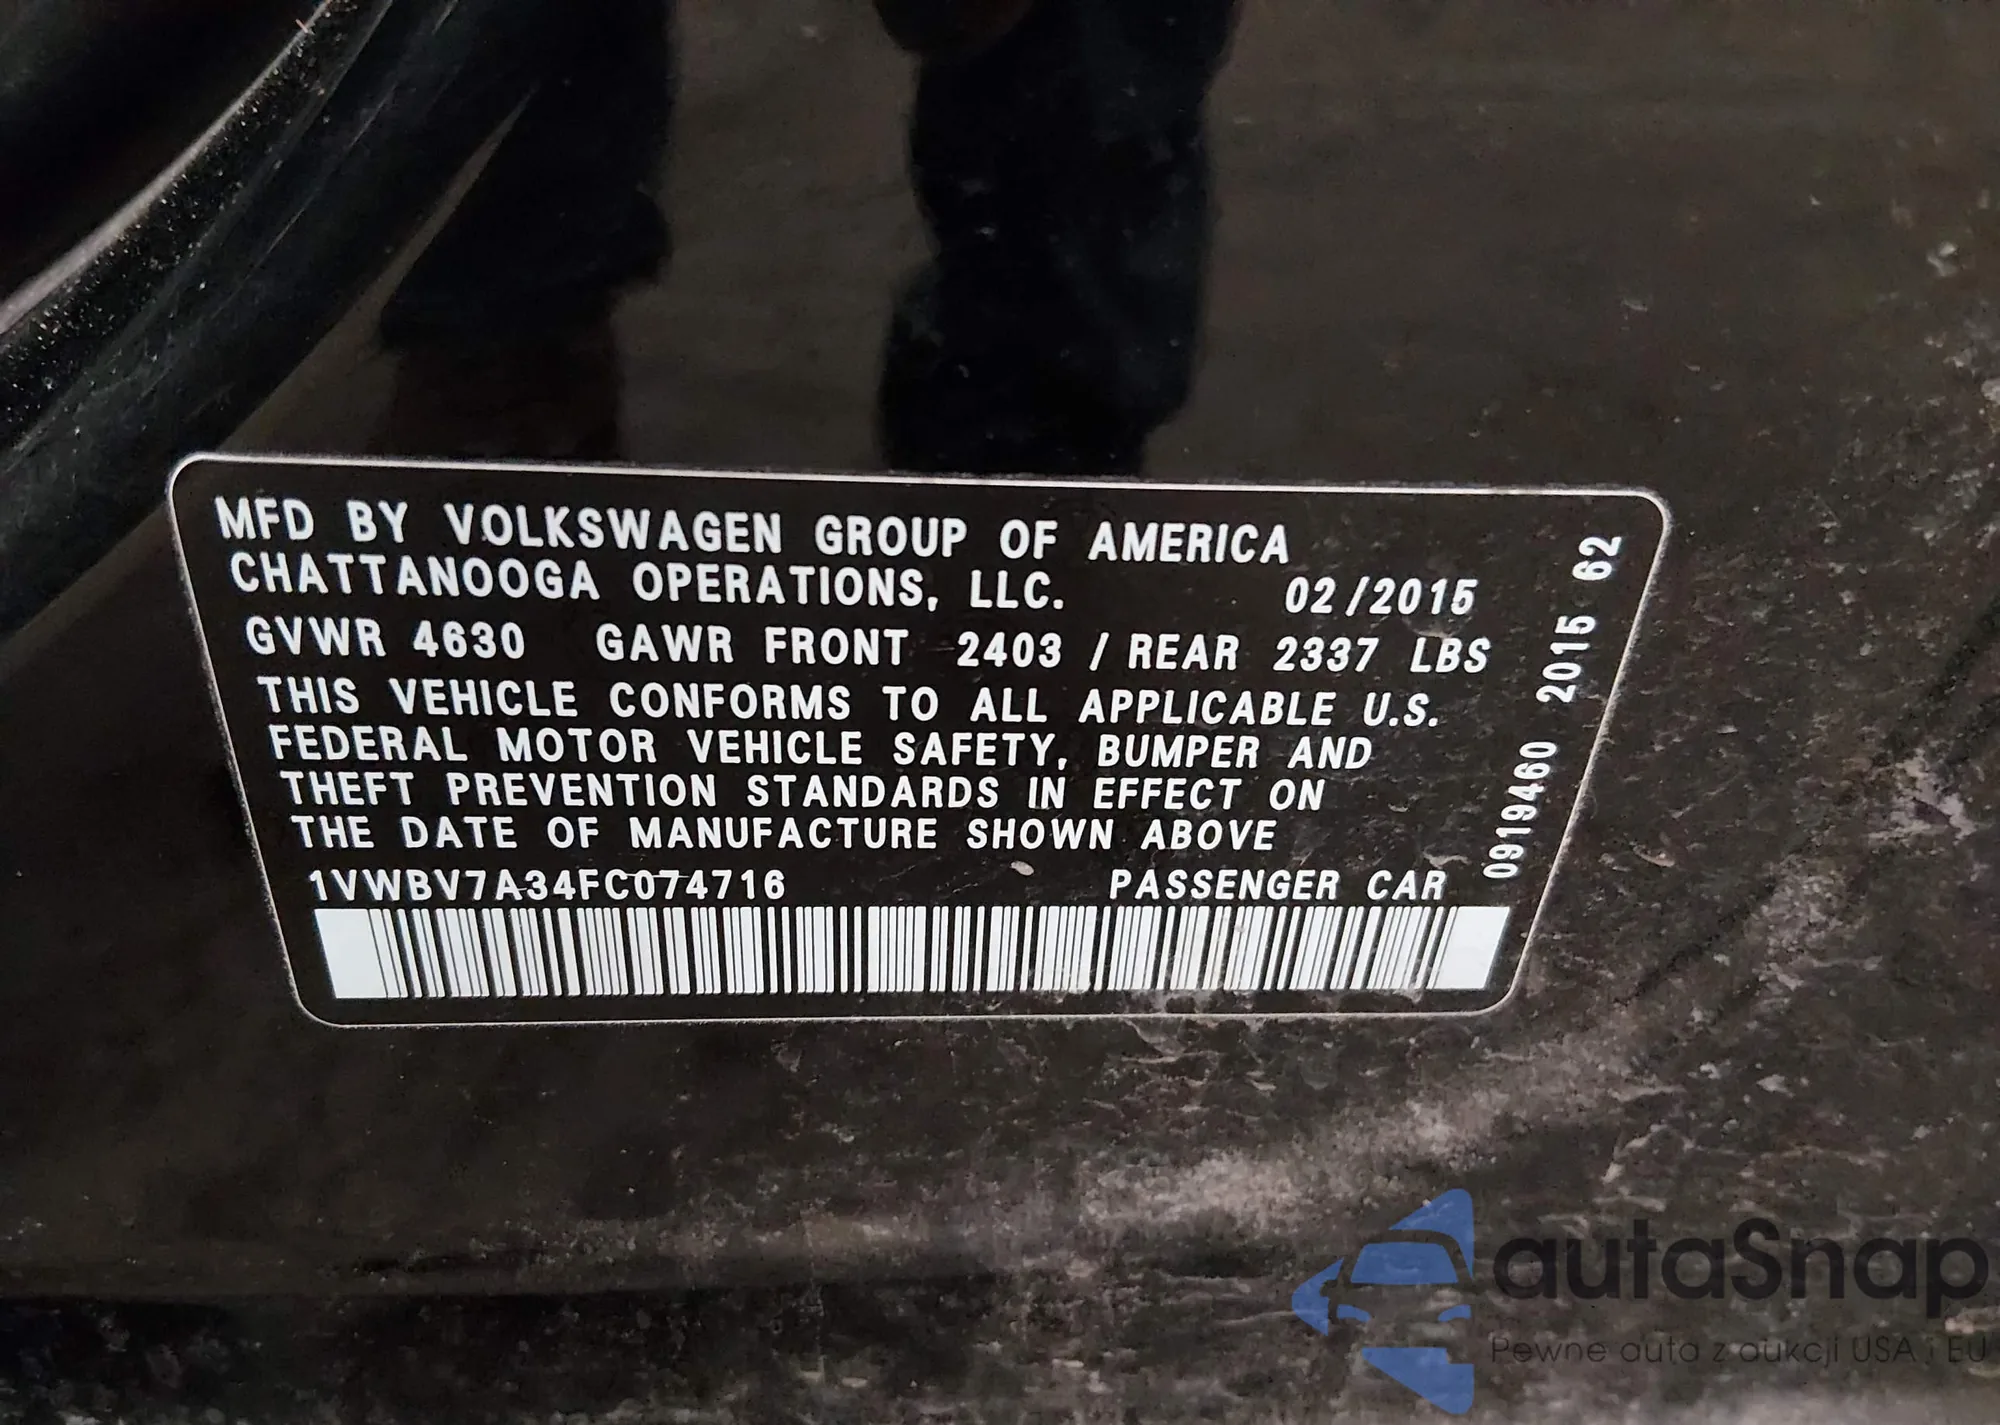 MFD BY VOLKSWAGEN GROUP OF AMERICA
CHATTANOOGA OPERATIONS, LLC. 02/2015
GVWR 4630 GAWR FRONT 2403 / REAR 2337 LBS
THIS VEHICLE CONFORMS TO ALL APPLICABLE U.S.
FEDERAL MOTOR VEHICLE SAFETY, BUMPER AND
THEFT PREVENTION STANDARDS IN EFFECT ON
THE DATE OF MANUFACTURE SHOWN ABOVE
1VWBV7A34FC074716 PASSENGER CAR
0919460 2015 62
autaSnap
Pewne auta z aukcji USA i EU